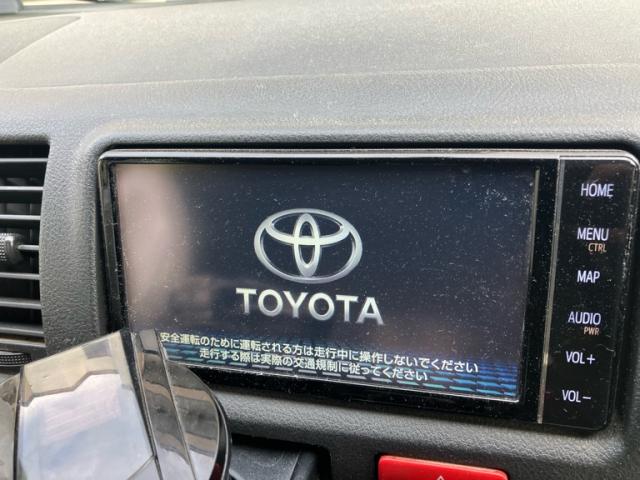 TOYOTA
安全運転のために運転される方は走行中に操作しないでください
走行する際は実際の交通規制に従ってください
HOME
MENU
CTRL
MAP
AUDIO
PWR
VOL+
VOL-